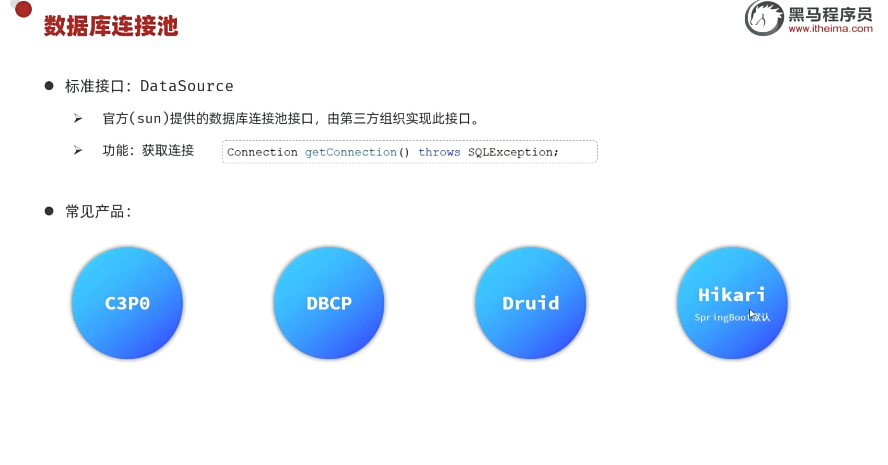 数据库连接池
黑马程序员
www.itheima.com
标准接口：DataSource
官方(sun)提供的数据库连接池接口，由第三方组织实现此接口。
功能：获取连接
Connection getConnection() throws SQLException;
常见产品：
C3P0
DBCP
Druid
Hikari
SpringBoot默认